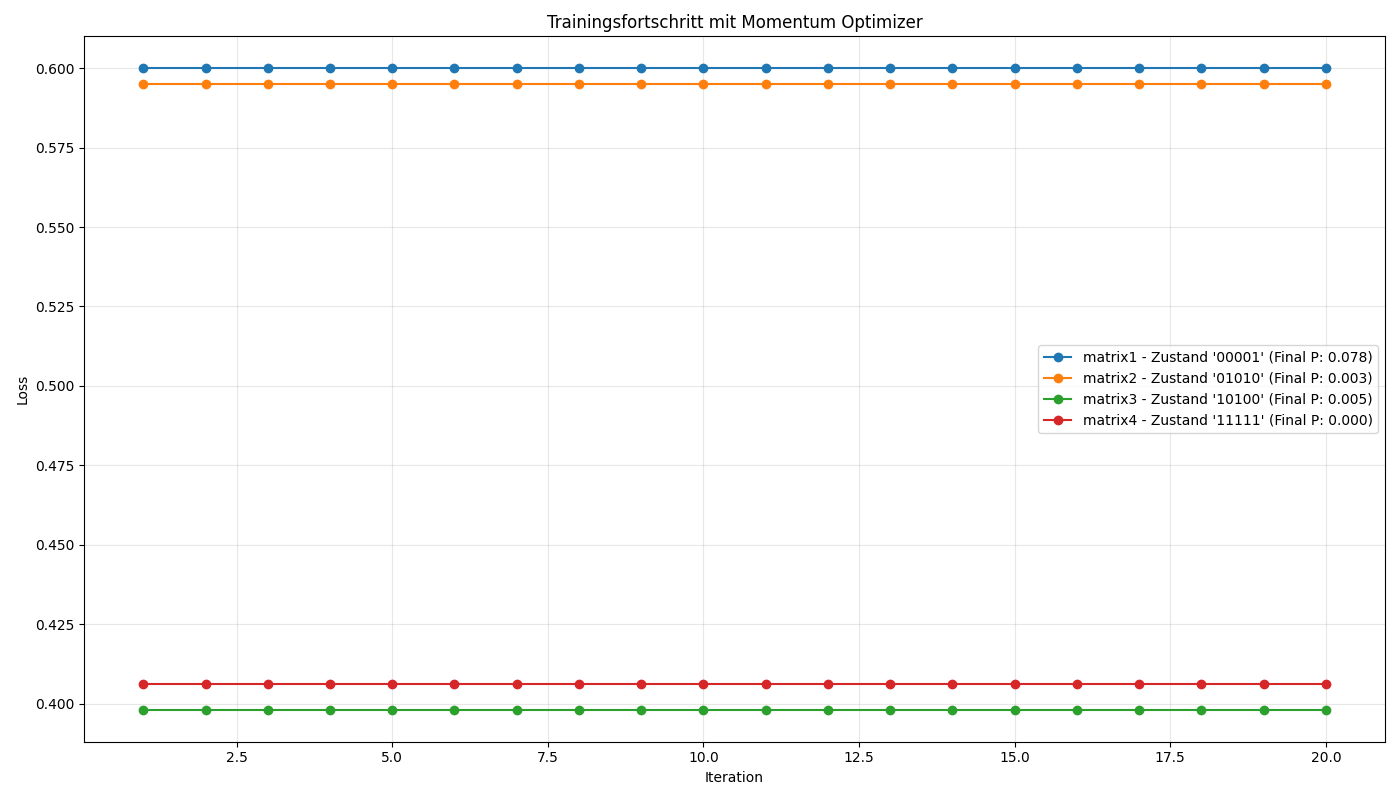 Trainingsfortschritt mit Momentum Optimizer
0.600
0.575
0.550
0.525
0.500
0.475
0.450
0.425
0.400
Loss
matrix1 - Zustand '00001' (Final P: 0.078)
matrix2 - Zustand '01010' (Final P: 0.003)
matrix3 - Zustand '10100' (Final P: 0.005)
matrix4 - Zustand '11111' (Final P: 0.000)
2.5 5.0 7.5 10.0 12.5 15.0 17.5 20.0
Iteration